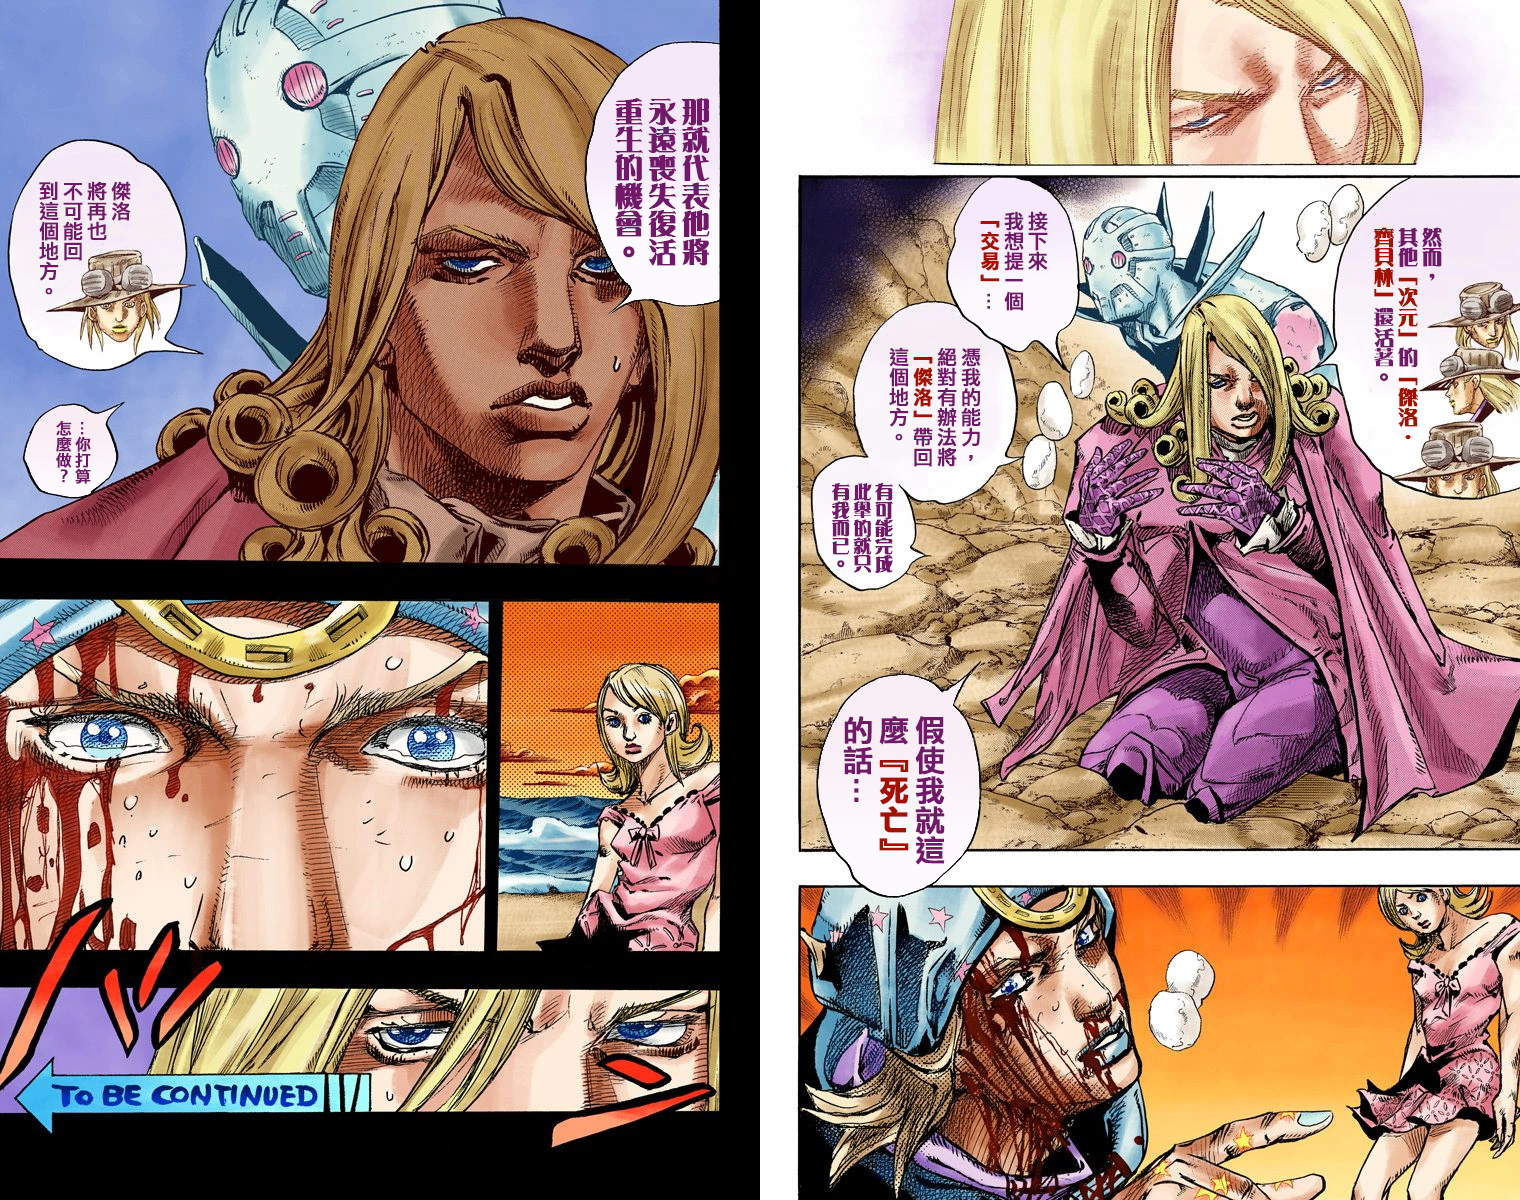 然而，
其他『次元』的『傑洛・
齊貝林』還活著。
接下來
我想提一個
「交易」…
憑我的能力，
絕對有辦法將
「傑洛」帶回
這個地方。
有可能完成
此舉的就只
有我而已。
假使我就這
麼『死亡』
的話…
那就代表他將
永遠喪失復活
重生的機會。
傑洛
將再也
不可能回
到這個地方。
…你打算
怎麼做？
TO BE CONTINUED